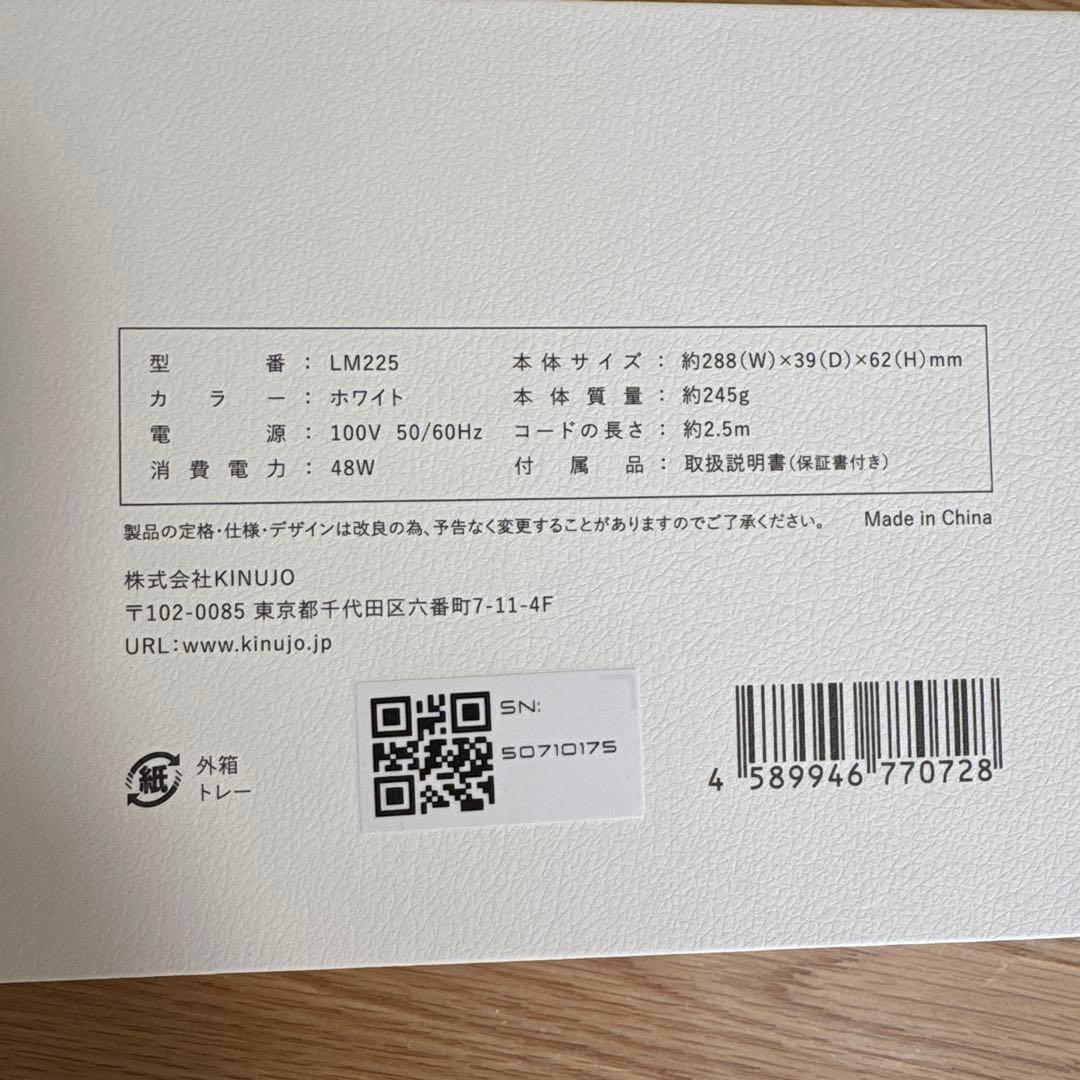 型番：LM225
カラー：ホワイト
電源：100V 50/60Hz
消費電力：48W
本体サイズ：約288(W)×39(D)×62(H)mm
本体質量：約245g
コードの長さ：約2.5m
付属品：取扱説明書(保証書付き)
製品の定格・仕様・デザインは改良の為、予告なく変更することがありますのでご了承ください。
Made in China
株式会社KINUJO
〒102-0085 東京都千代田区六番町7-11-4F
URL：www.kinujo.jp
紙
外箱
トレー
SN:
50710175
4 589946 770728